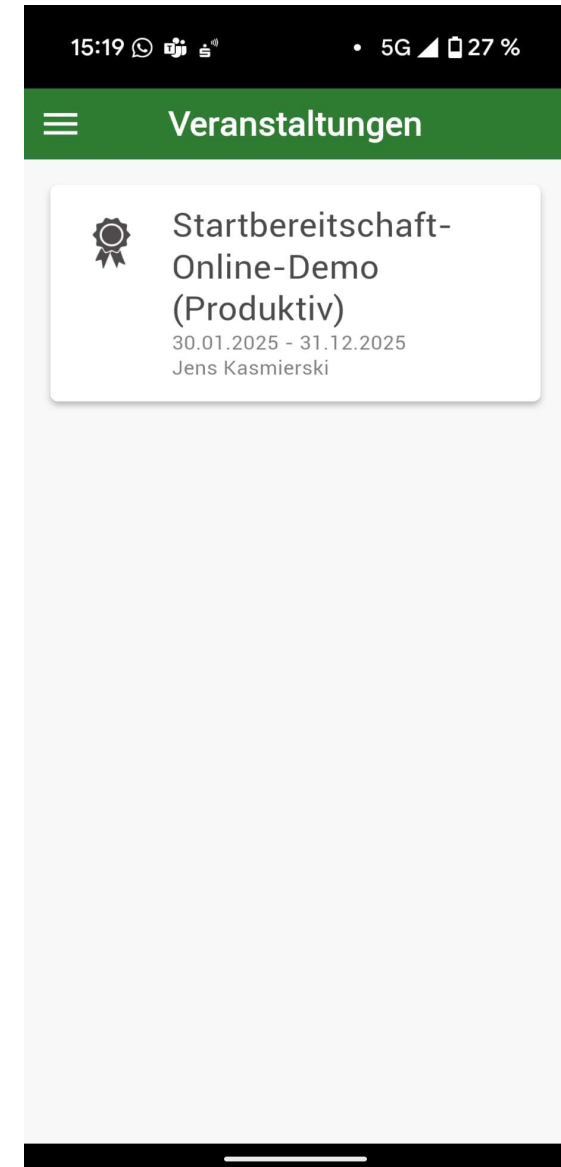 15:19 5G 27 %
Veranstaltungen
Startbereitschaft-
Online-Demo
(Produktiv)
30.01.2025 - 31.12.2025
Jens Kasmierski